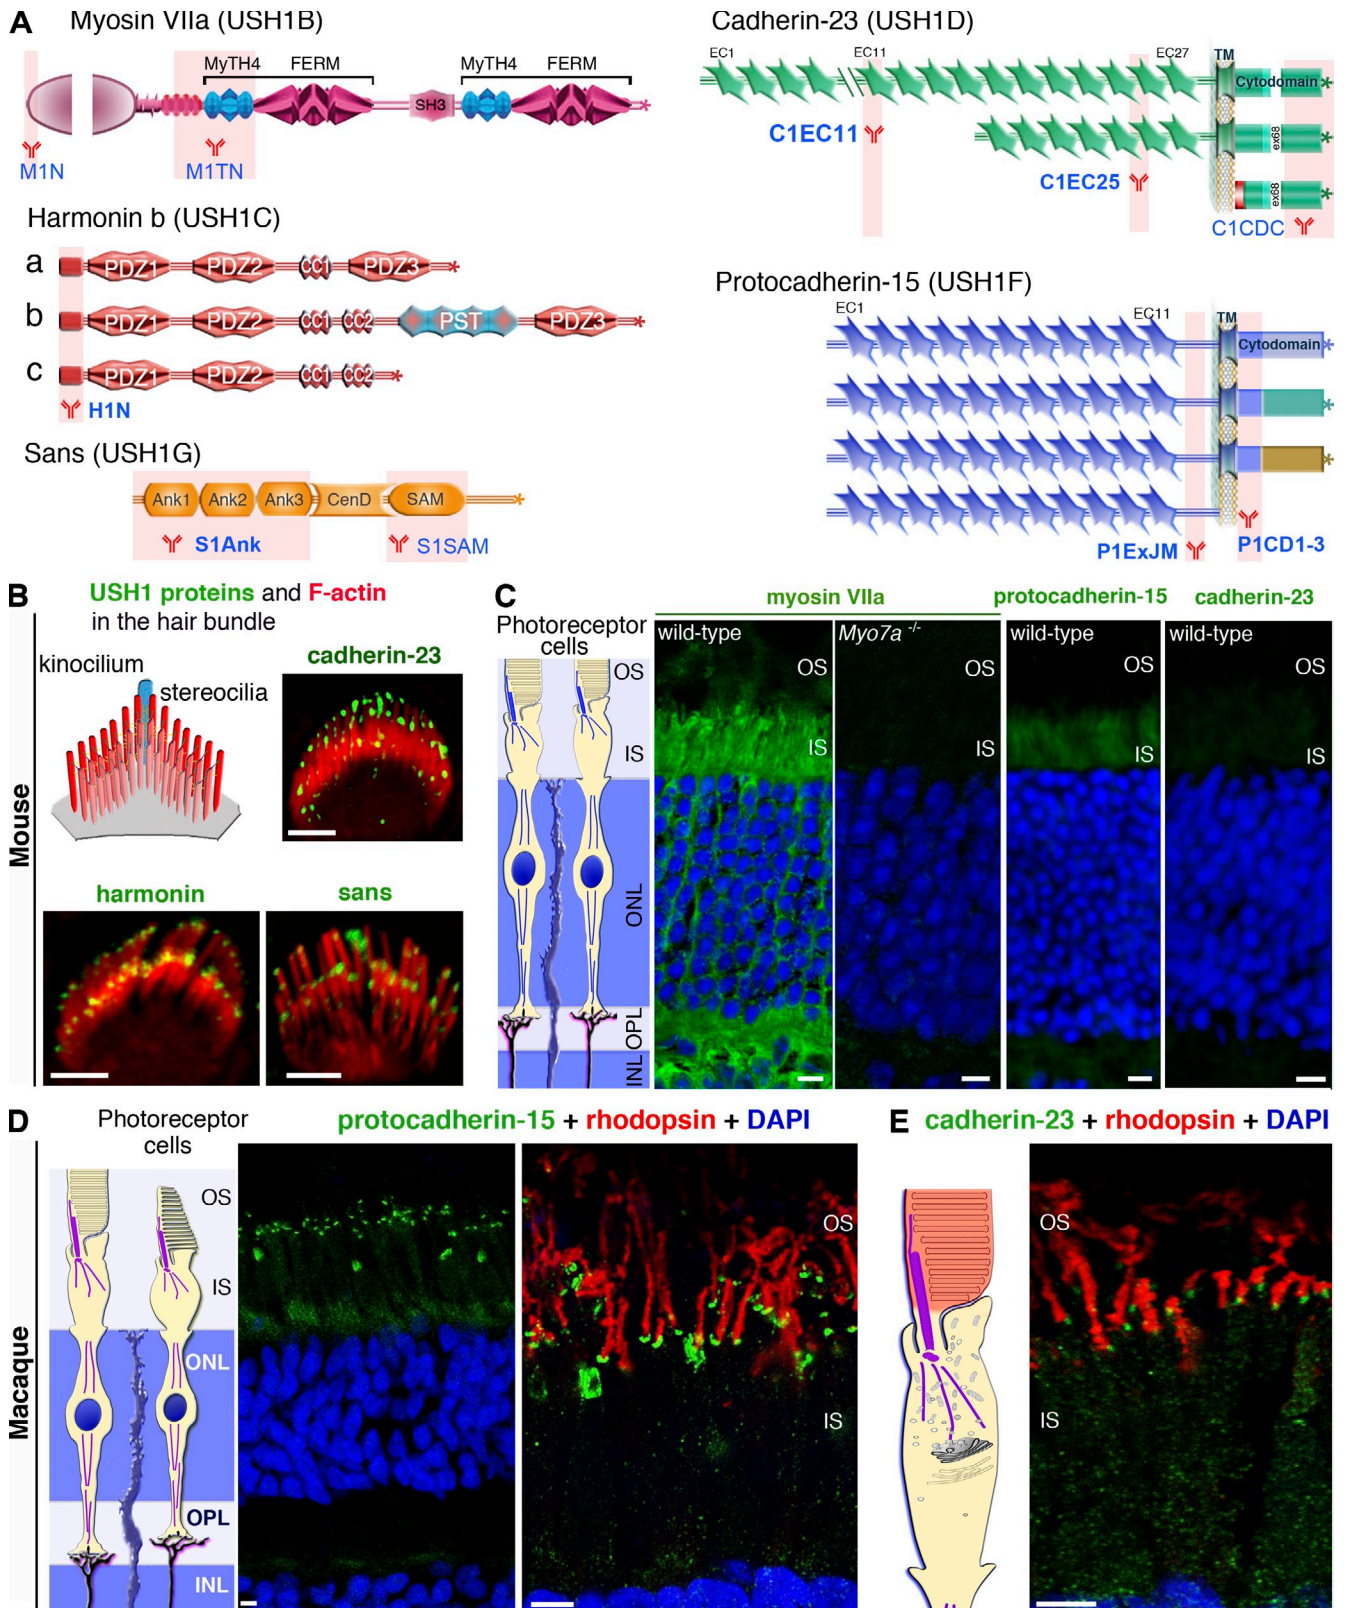 A
Myosin VIIa (USH1B)
MyTH4 FERM MyTH4 FERM
SH3
M1N M1TN
Harmonin b (USH1C)
a PDZ1 PDZ2 CC1 PDZ3 *
b PDZ1 PDZ2 CC1 CC2 PST PDZ3 *
c PDZ1 PDZ2 CC1 CC2 *
H1N
Sans (USH1G)
Ank1 Ank2 Ank3 CenD SAM *
S1Ank S1SAM
Cadherin-23 (USH1D)
EC1 EC11 EC27 TM
Cytodomain *
C1EC11
ex68 *
C1EC25
ex68 *
C1CDC
Protocadherin-15 (USH1F)
EC1 EC11 TM
Cytodomain *
P1ExJM P1CD1-3
B
USH1 proteins and F-actin
in the hair bundle
kinocilium
stereocilia
cadherin-23
harmonin sans
Mouse
C
myosin VIIa protocadherin-15 cadherin-23
Photoreceptor
cells
wild-type Myo7a -/- wild-type wild-type
OS OS OS OS OS
IS IS IS IS IS
ONL
OPL
INL
D
Photoreceptor
cells
protocadherin-15 + rhodopsin + DAPI
OS OS
IS IS
ONL
OPL
INL
Macaque
E
cadherin-23 + rhodopsin + DAPI
OS
IS